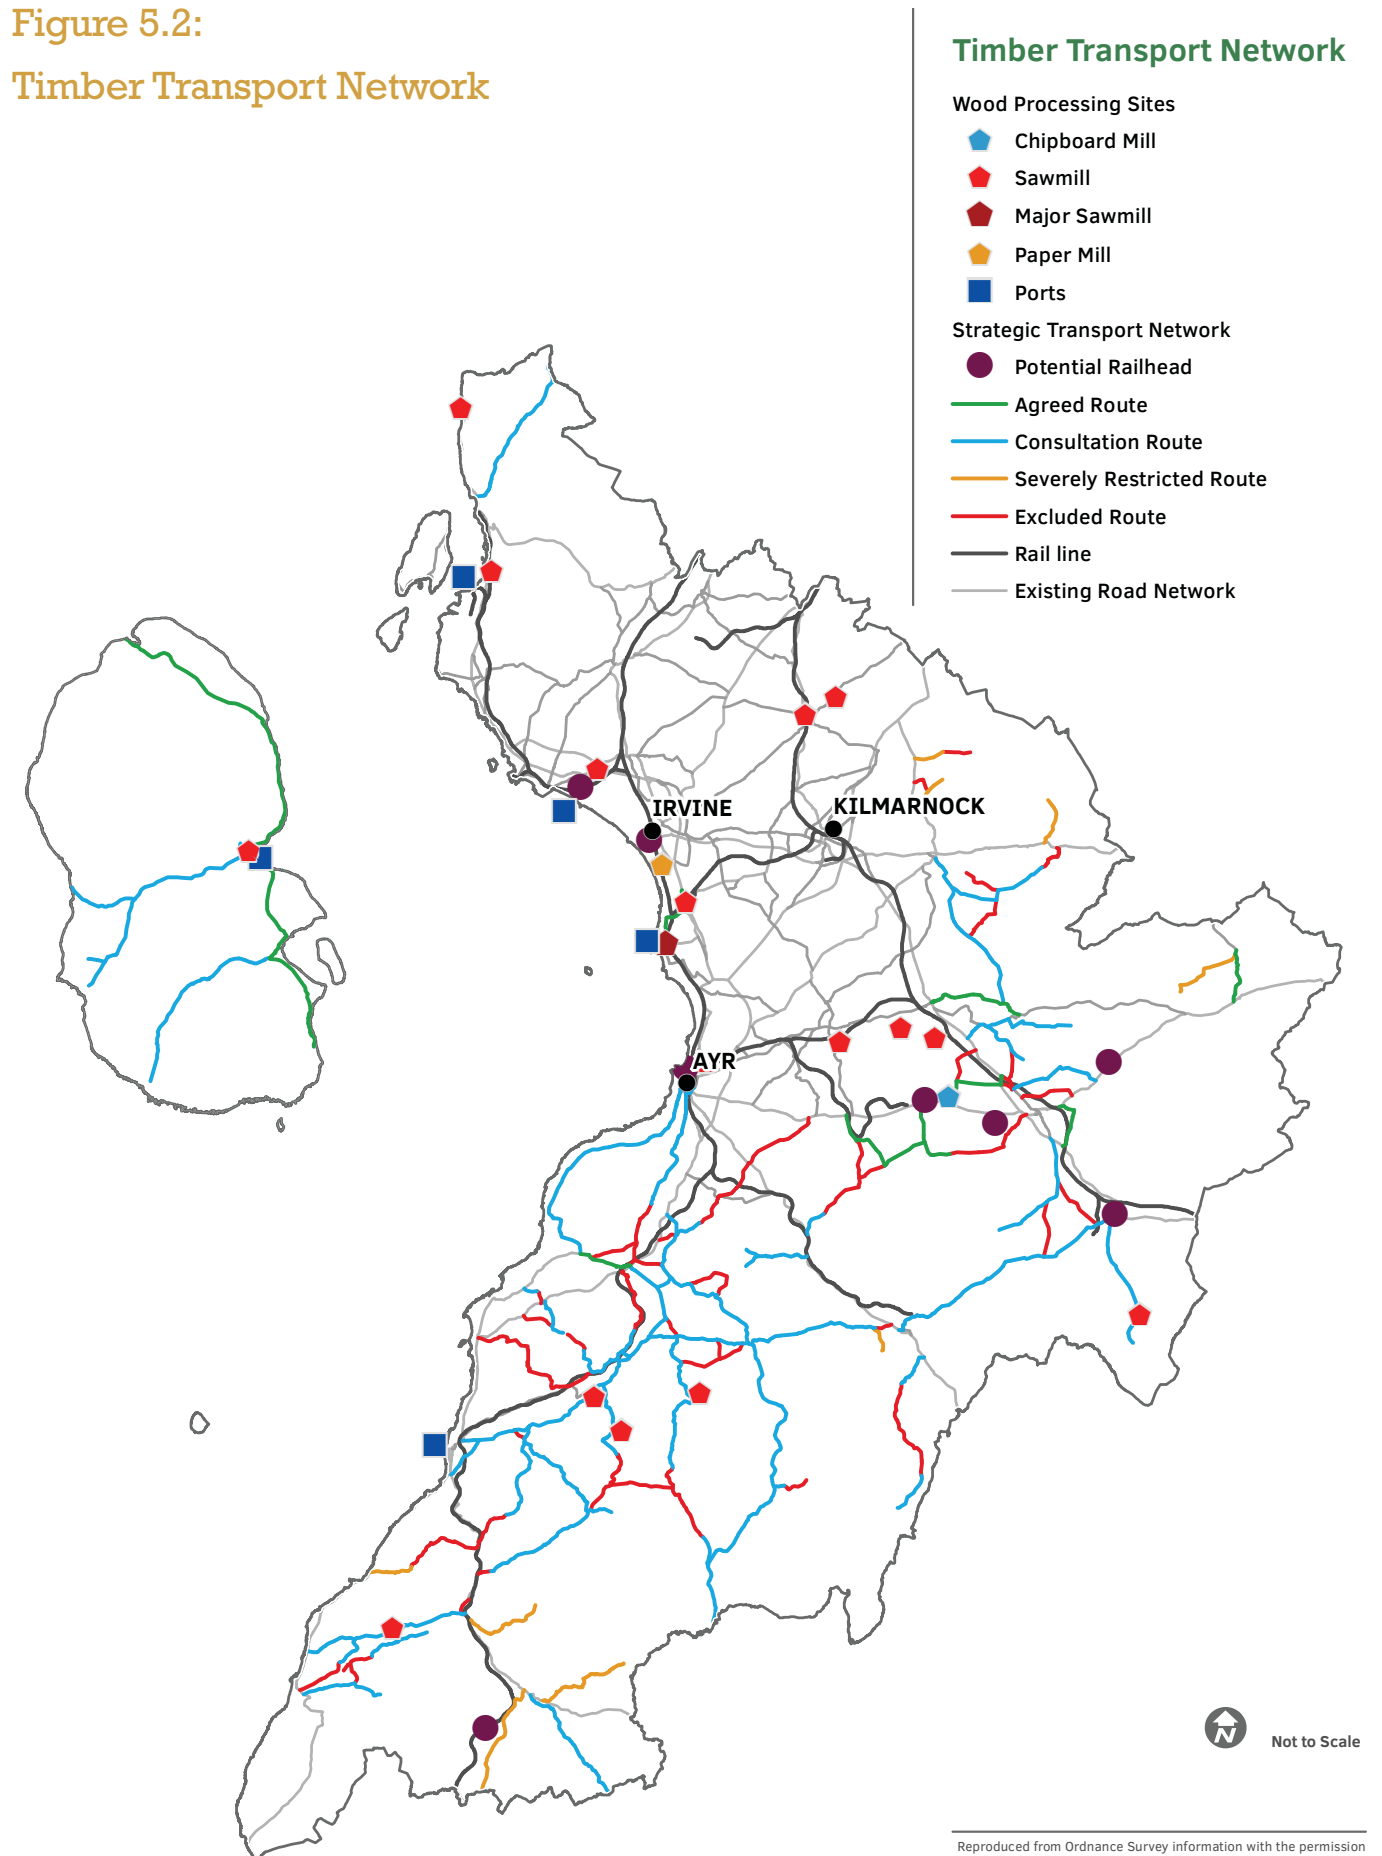 Figure 5.2:
Timber Transport Network
Timber Transport Network
Wood Processing Sites
Chipboard Mill
Sawmill
Major Sawmill
Paper Mill
Ports
Strategic Transport Network
Potential Railhead
Agreed Route
Consultation Route
Severely Restricted Route
Excluded Route
Rail line
Existing Road Network
IRVINE
KILMARNOCK
AYR
N
Not to Scale
Reproduced from Ordnance Survey information with the permission